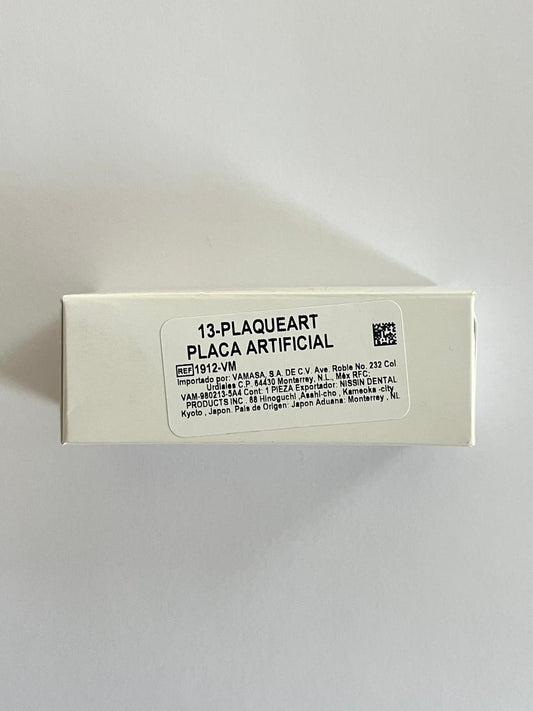 13-PLAQUEART
PLACA ARTIFICIAL
REF 1912-VM
Importado por: VAMASA, S.A. DE C.V. Ave. Roble No. 232 Col
Urdiales C.P. 64430 Monterrey, N.L., Méx RFC:
VAM-980213-5A4 Cont: 1 PIEZA Exportador: NISSIN DENTAL
PRODUCTS INC . 88 Hinoguchi ,Asahi-cho , Kameoka -city
Kyoto , Japon. Pais de Origen: Japon Aduana: Monterrey , NL